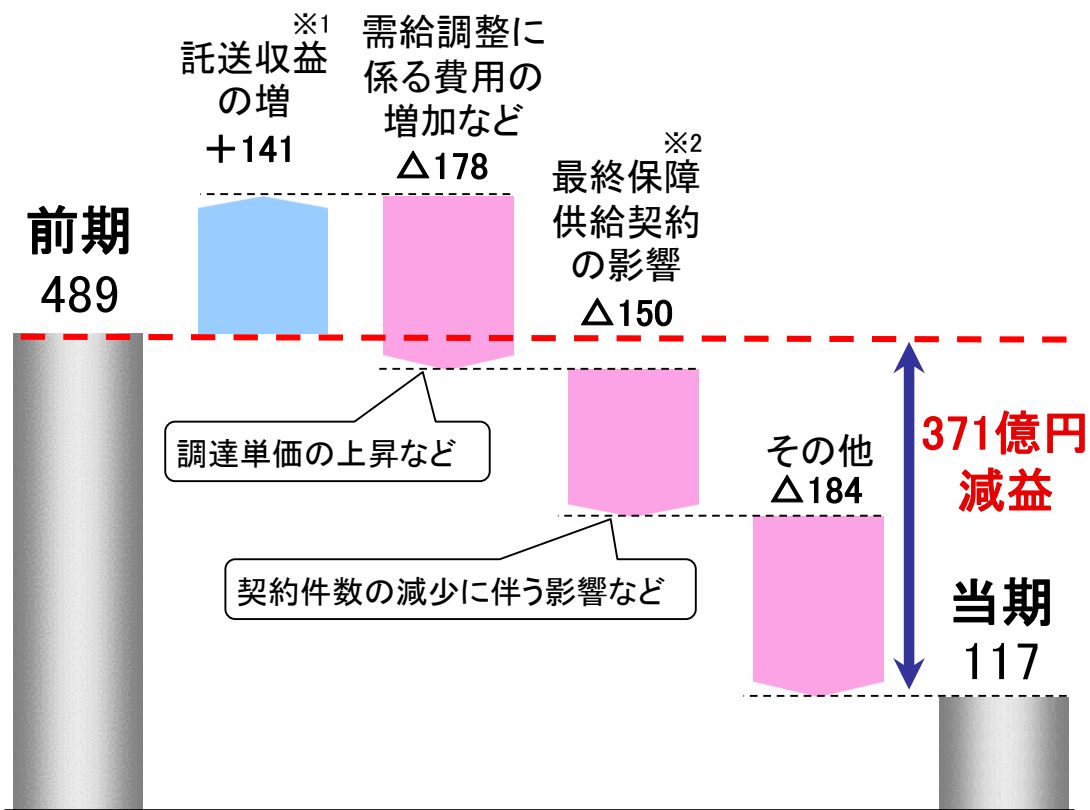 ※1
託送収益
の増
＋141
需給調整に
係る費用の
増加など
△178
※2
最終保障
供給契約
の影響
△150
前期
489
調達単価の上昇など
その他
△184
371億円
減益
契約件数の減少に伴う影響など
当期
117